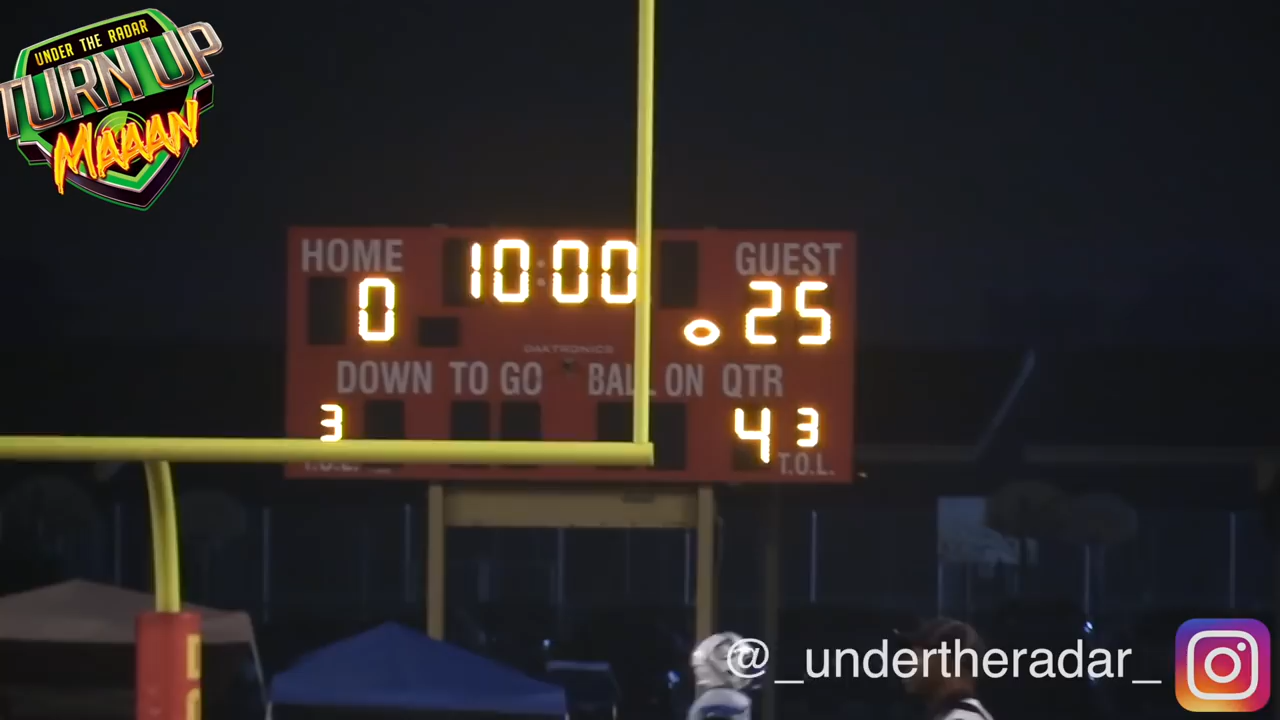 UNDER THE RADAR
TURN UP
MAAAN
HOME 10:00 GUEST
0 25
DAKTRONICS
DOWN TO GO BALL ON QTR
3 4 3
T.O.L. T.O.L.
@_undertheradar_